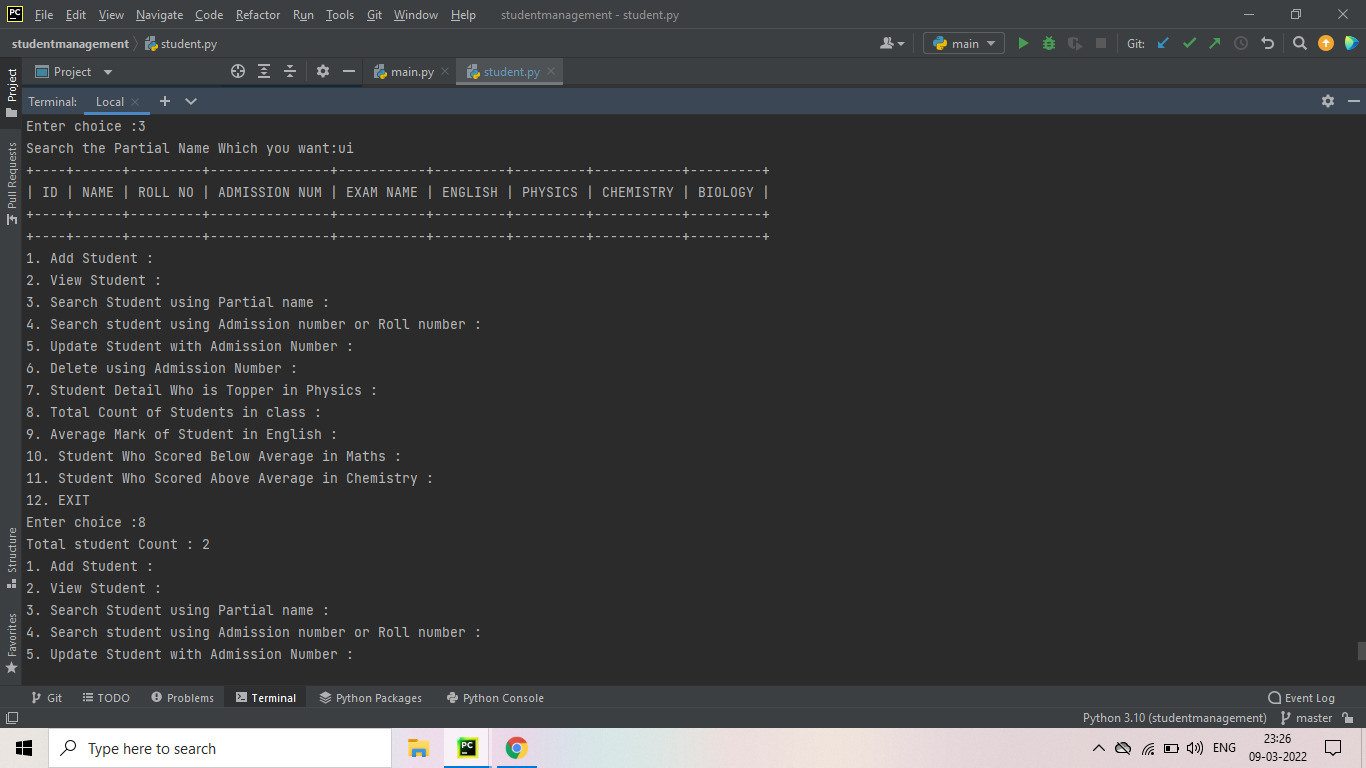 PC File Edit View Navigate Code Refactor Run Tools Git Window Help studentmanagement - student.py
studentmanagement student.py main Git:
Project Project main.py student.py
Terminal: Local
Enter choice :3
Search the Partial Name Which you want:ui
+----+------+---------+---------------+-----------+---------+---------+-----------+---------+
| ID | NAME | ROLL NO | ADMISSION NUM | EXAM NAME | ENGLISH | PHYSICS | CHEMISTRY | BIOLOGY |
+----+------+---------+---------------+-----------+---------+---------+-----------+---------+
+----+------+---------+---------------+-----------+---------+---------+-----------+---------+
1. Add Student :
2. View Student :
3. Search Student using Partial name :
4. Search student using Admission number or Roll number :
5. Update Student with Admission Number :
6. Delete using Admission Number :
7. Student Detail Who is Topper in Physics :
8. Total Count of Students in class :
9. Average Mark of Student in English :
10. Student Who Scored Below Average in Maths :
11. Student Who Scored Above Average in Chemistry :
12. EXIT
Enter choice :8
Total student Count : 2
1. Add Student :
2. View Student :
3. Search Student using Partial name :
4. Search student using Admission number or Roll number :
5. Update Student with Admission Number :
Pull Requests
Structure
Favorites
Git TODO Problems Terminal Python Packages Python Console Event Log
Python 3.10 (studentmanagement) master
Type here to search PC ENG 23:26
09-03-2022